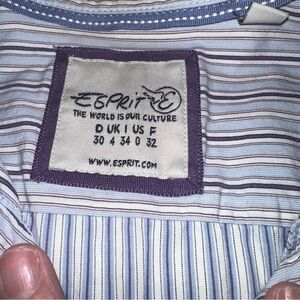 ESPRIT
THE WORLD IS OUR CULTURE
D UK I US F
30 4 34 0 32
WWW.ESPRIT.COM